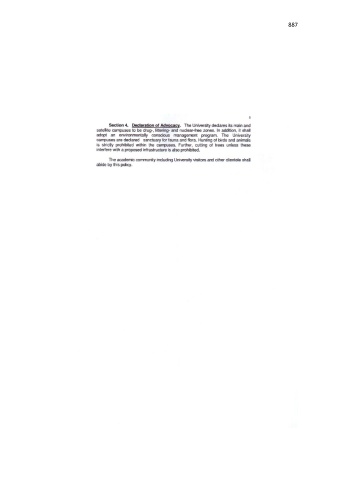 887
Section 4. Declaration of Advocacy. The University declares its main and
satellite campuses to be drug-, littering- and nuclear-free zones. In addition, it shall
adopt an environmentally conscious management program. The University
campuses are declared sanctuary for fauna and flora. Hunting of birds and animals
is strictly prohibited within the campuses. Further, cutting of trees unless these
interfere with a proposed infrastructure is also prohibited.
The academic community including University visitors and other clientele shall
abide by this policy.